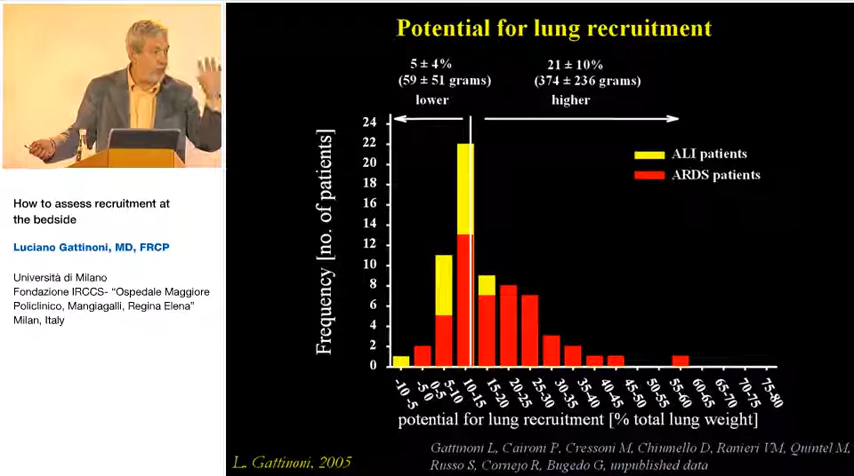 How to assess recruitment at
the bedside
Luciano Gattinoni, MD, FRCP
Università di Milano
Fondazione IRCCS- “Ospedale Maggiore
Policlinico, Mangiagalli, Regina Elena”
Milan, Italy
Potential for lung recruitment
5 ± 4%
(59 ± 51 grams)
lower
21 ± 10%
(374 ± 236 grams)
higher
ALI patients
ARDS patients
Frequency [no. of patients]
24
22
20
18
16
14
12
10
8
6
4
2
0
-10 -5
-5 0
0-5
5-10
10-15
15-20
20-25
25-30
30-35
35-40
40-45
45-50
50-55
55-60
60-65
65-70
70-75
75-80
potential for lung recruitment [% total lung weight]
L. Gattinoni, 2005
Gattinoni L, Caironi P, Cressoni M, Chiumello D, Ranieri VM, Quintel M,
Russo S, Cornejo R, Bugedo G, unpublished data